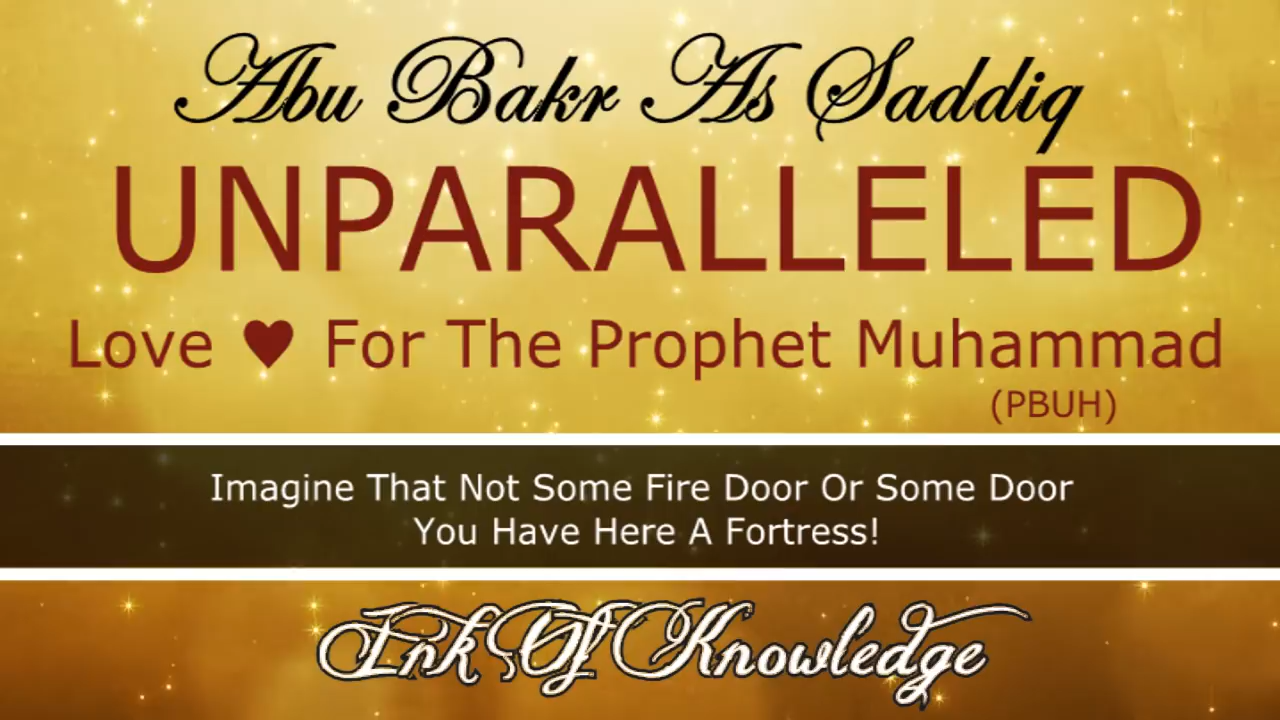 Abu Bakr As Saddiq
UNPARALLELED
Love ♥ For The Prophet Muhammad
(PBUH)
Imagine That Not Some Fire Door Or Some Door
You Have Here A Fortress!
Ink Of Knowledge